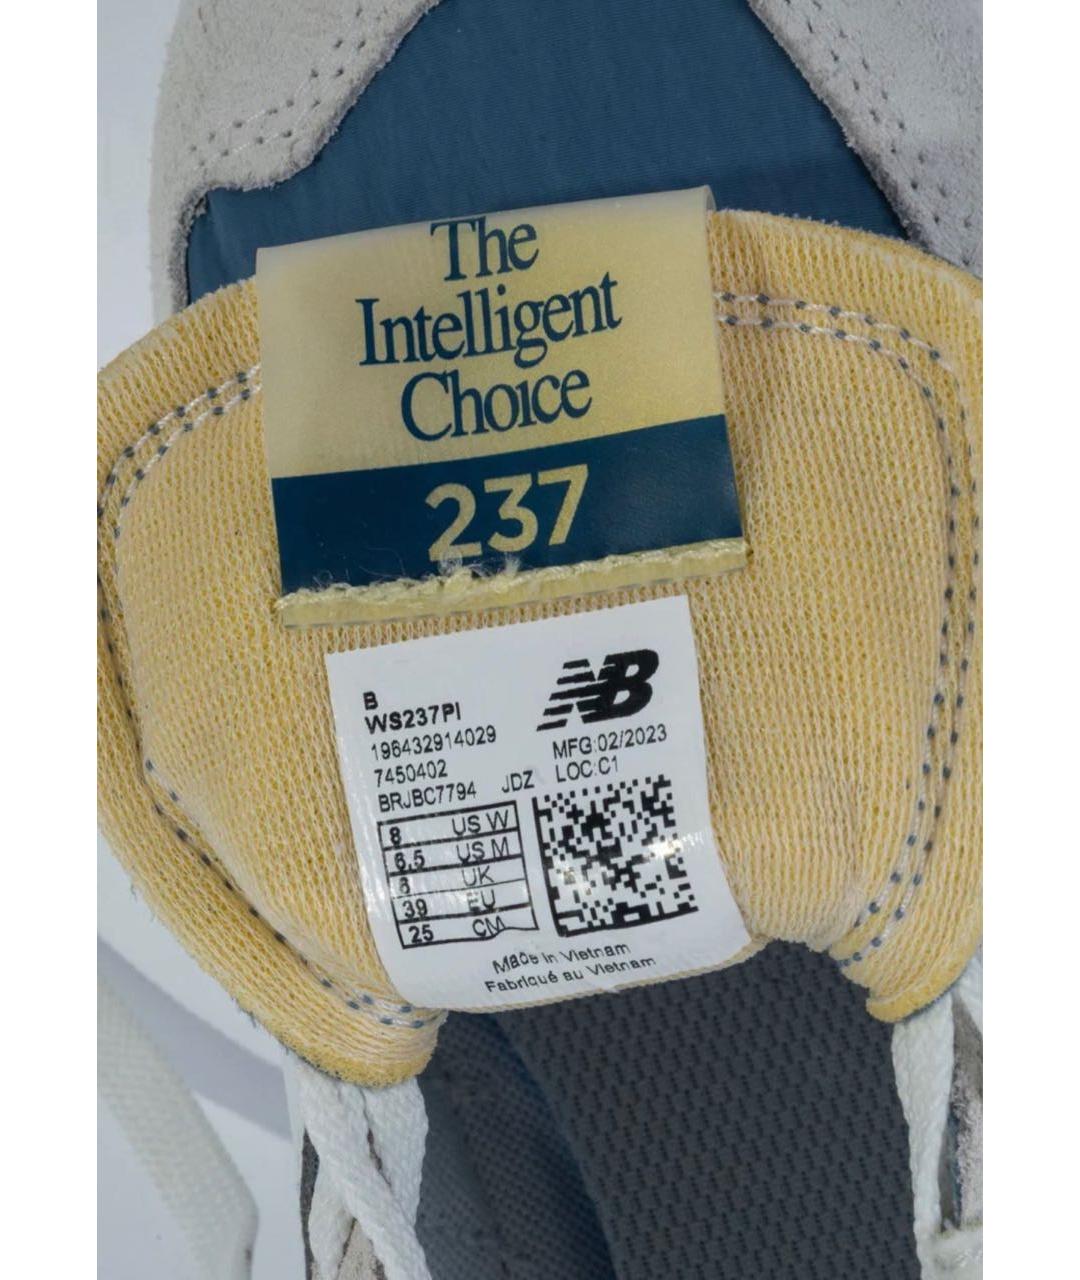 The
Intelligent
Choice
237
B
WS237PI
196432914029
7450402
BRJBC7794 JDZ
NB
MFG:02/2023
LOC:C1
8 US W
6,5 US M
6 UK
39 EU
25 CM
Made in Vietnam
Fabriqué au Vietnam